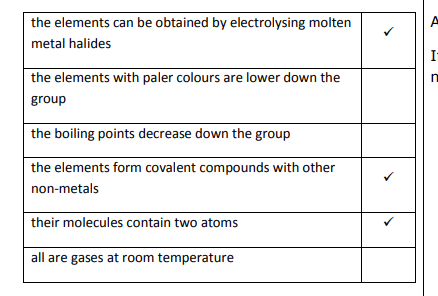 the elements can be obtained by electrolysing molten ✓
metal halides
the elements with paler colours are lower down the
group
the boiling points decrease down the group
the elements form covalent compounds with other ✓
non-metals
their molecules contain two atoms ✓
all are gases at room temperature